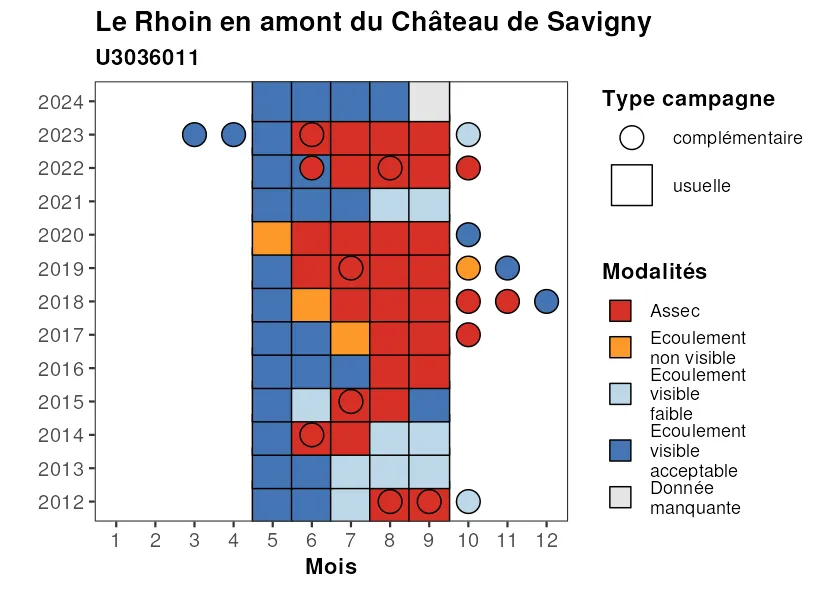 Le Rhoin en amont du Château de Savigny
U3036011
2024
2023
2022
2021
2020
2019
2018
2017
2016
2015
2014
2013
2012
1 2 3 4 5 6 7 8 9 10 11 12
Mois
Type campagne
complémentaire
usuelle
Modalités
Assec
Ecoulement
non visible
Ecoulement
visible
faible
Ecoulement
visible
acceptable
Donnée
manquante